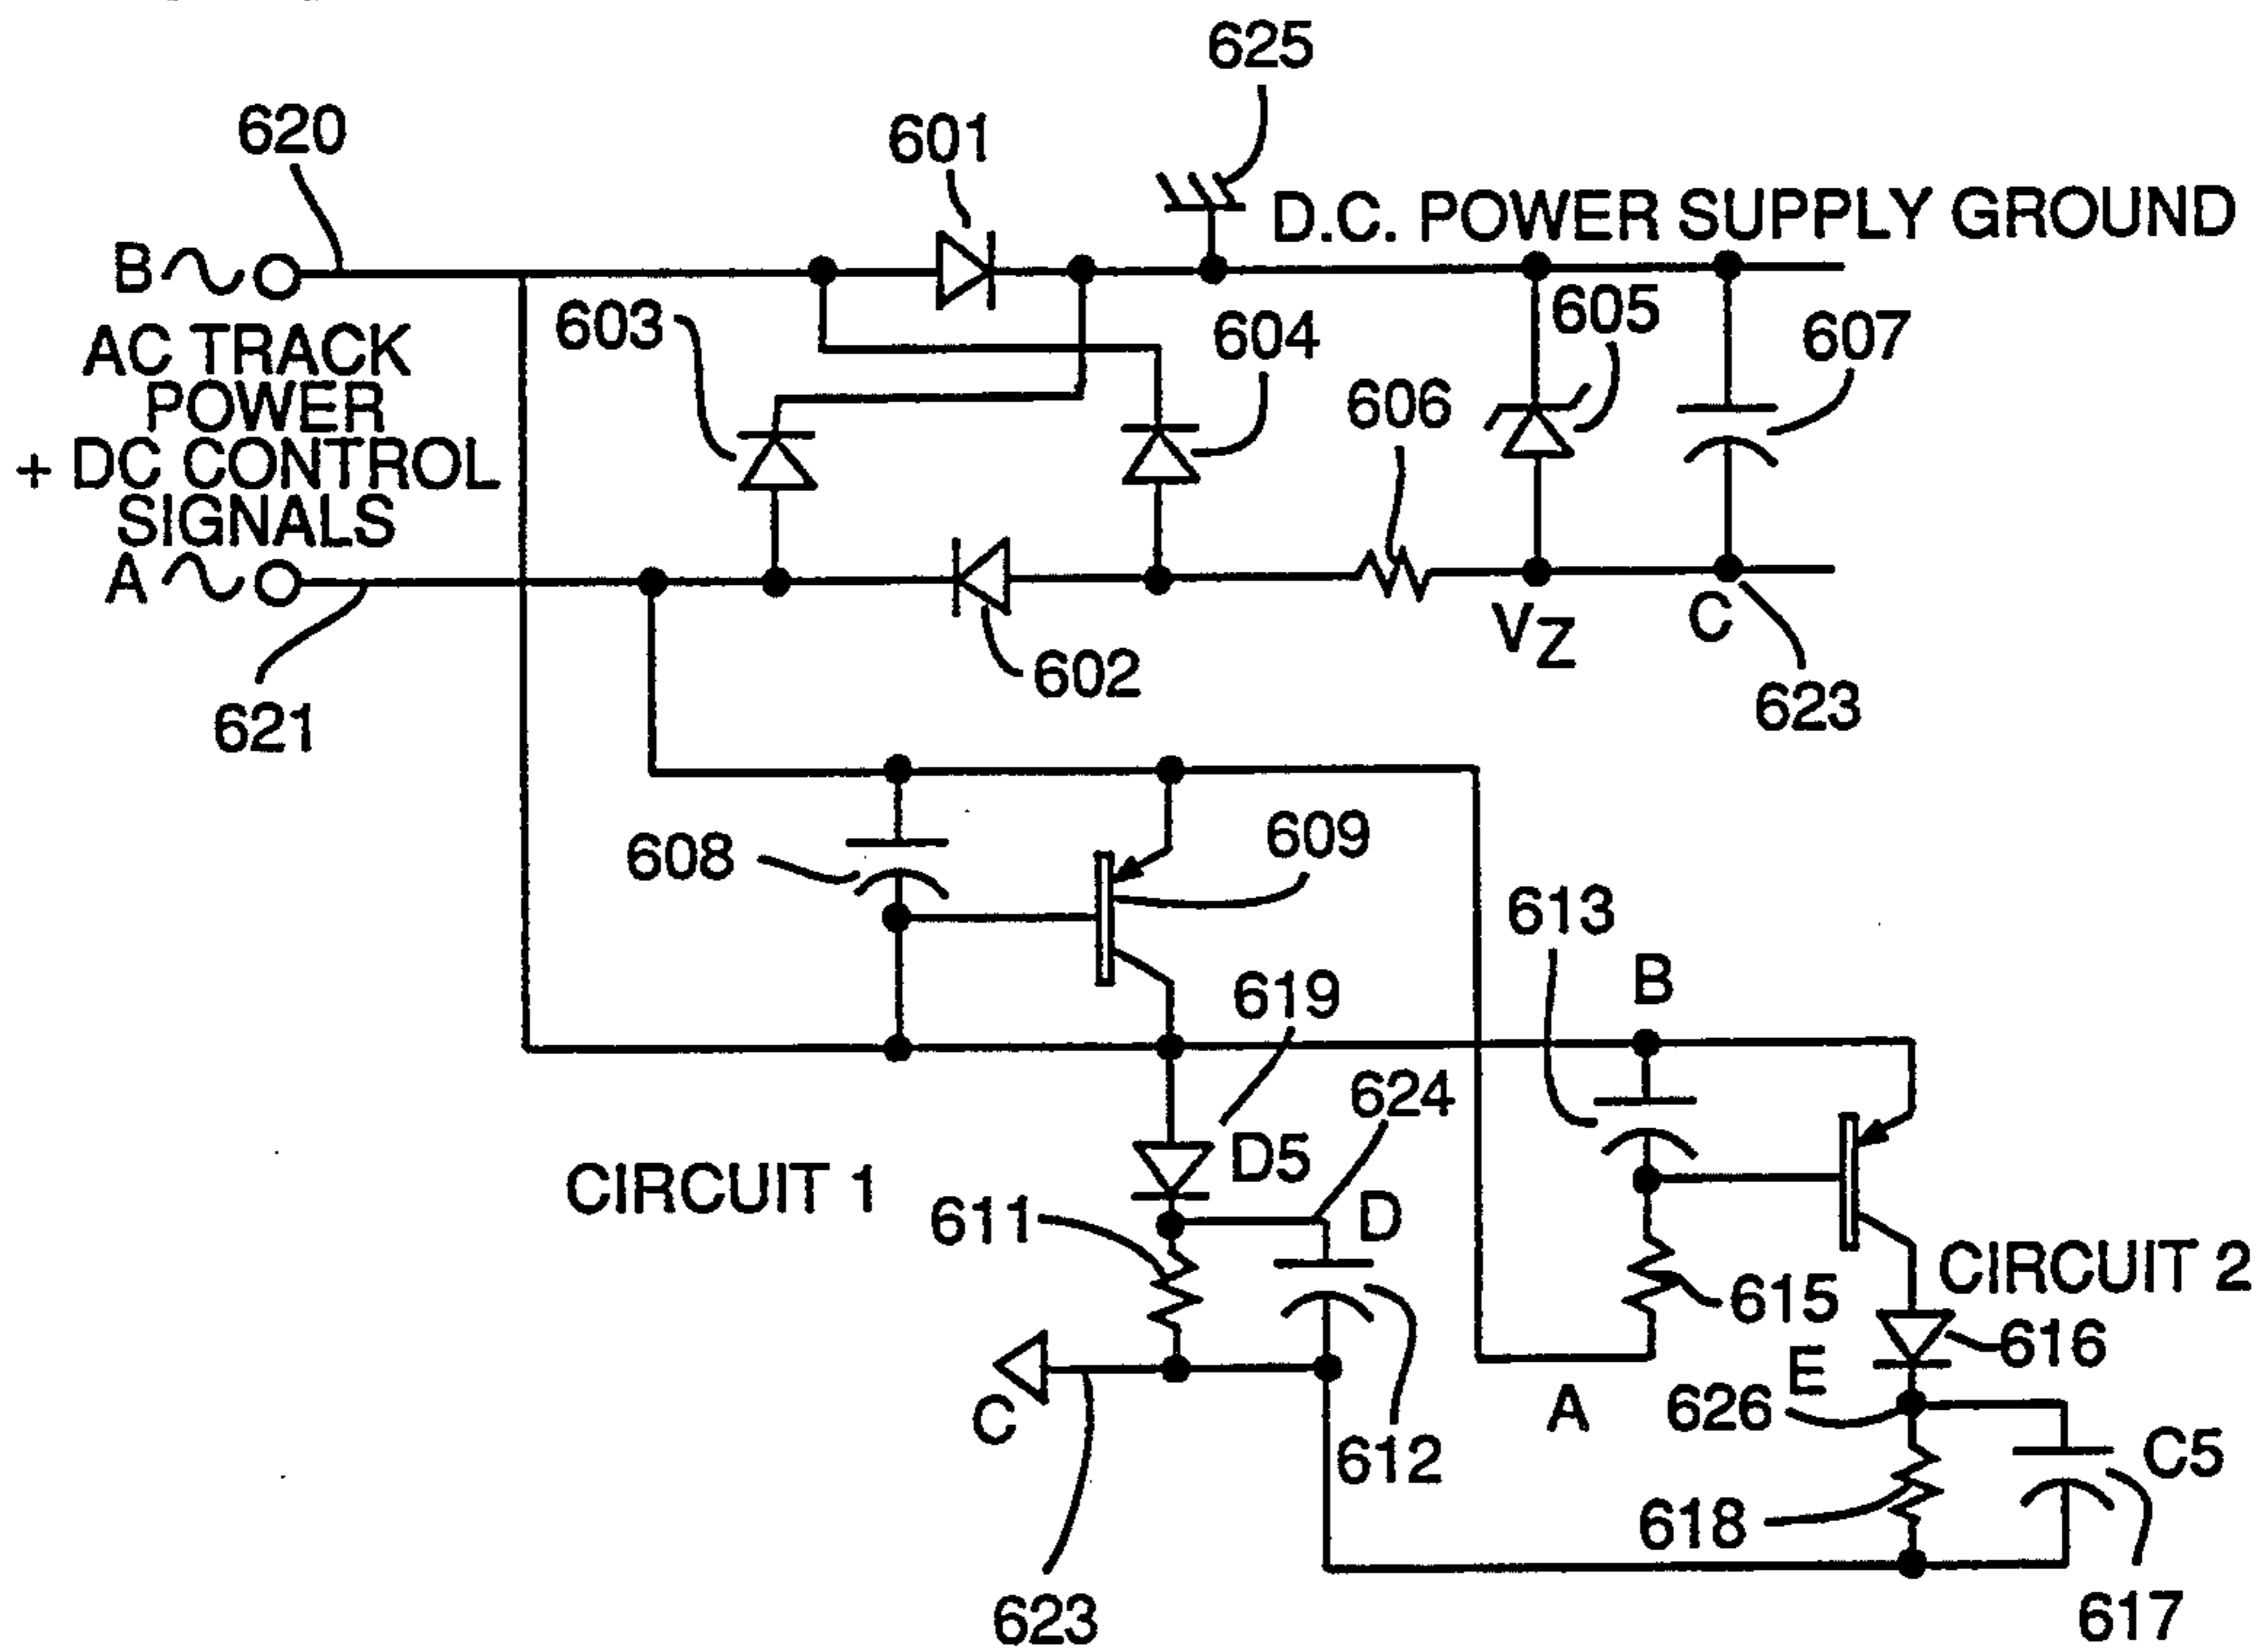 625
620
601
D.C. POWER SUPPLY GROUND
B
603
604
605
607
AC TRACK
POWER
+ DC CONTROL
SIGNALS
606
A
VZ
C
602
623
621
608
609
613
B
619
624
D5
D
CIRCUIT 1
611
CIRCUIT 2
615
616
E
C
A
626
612
C5
618
623
617